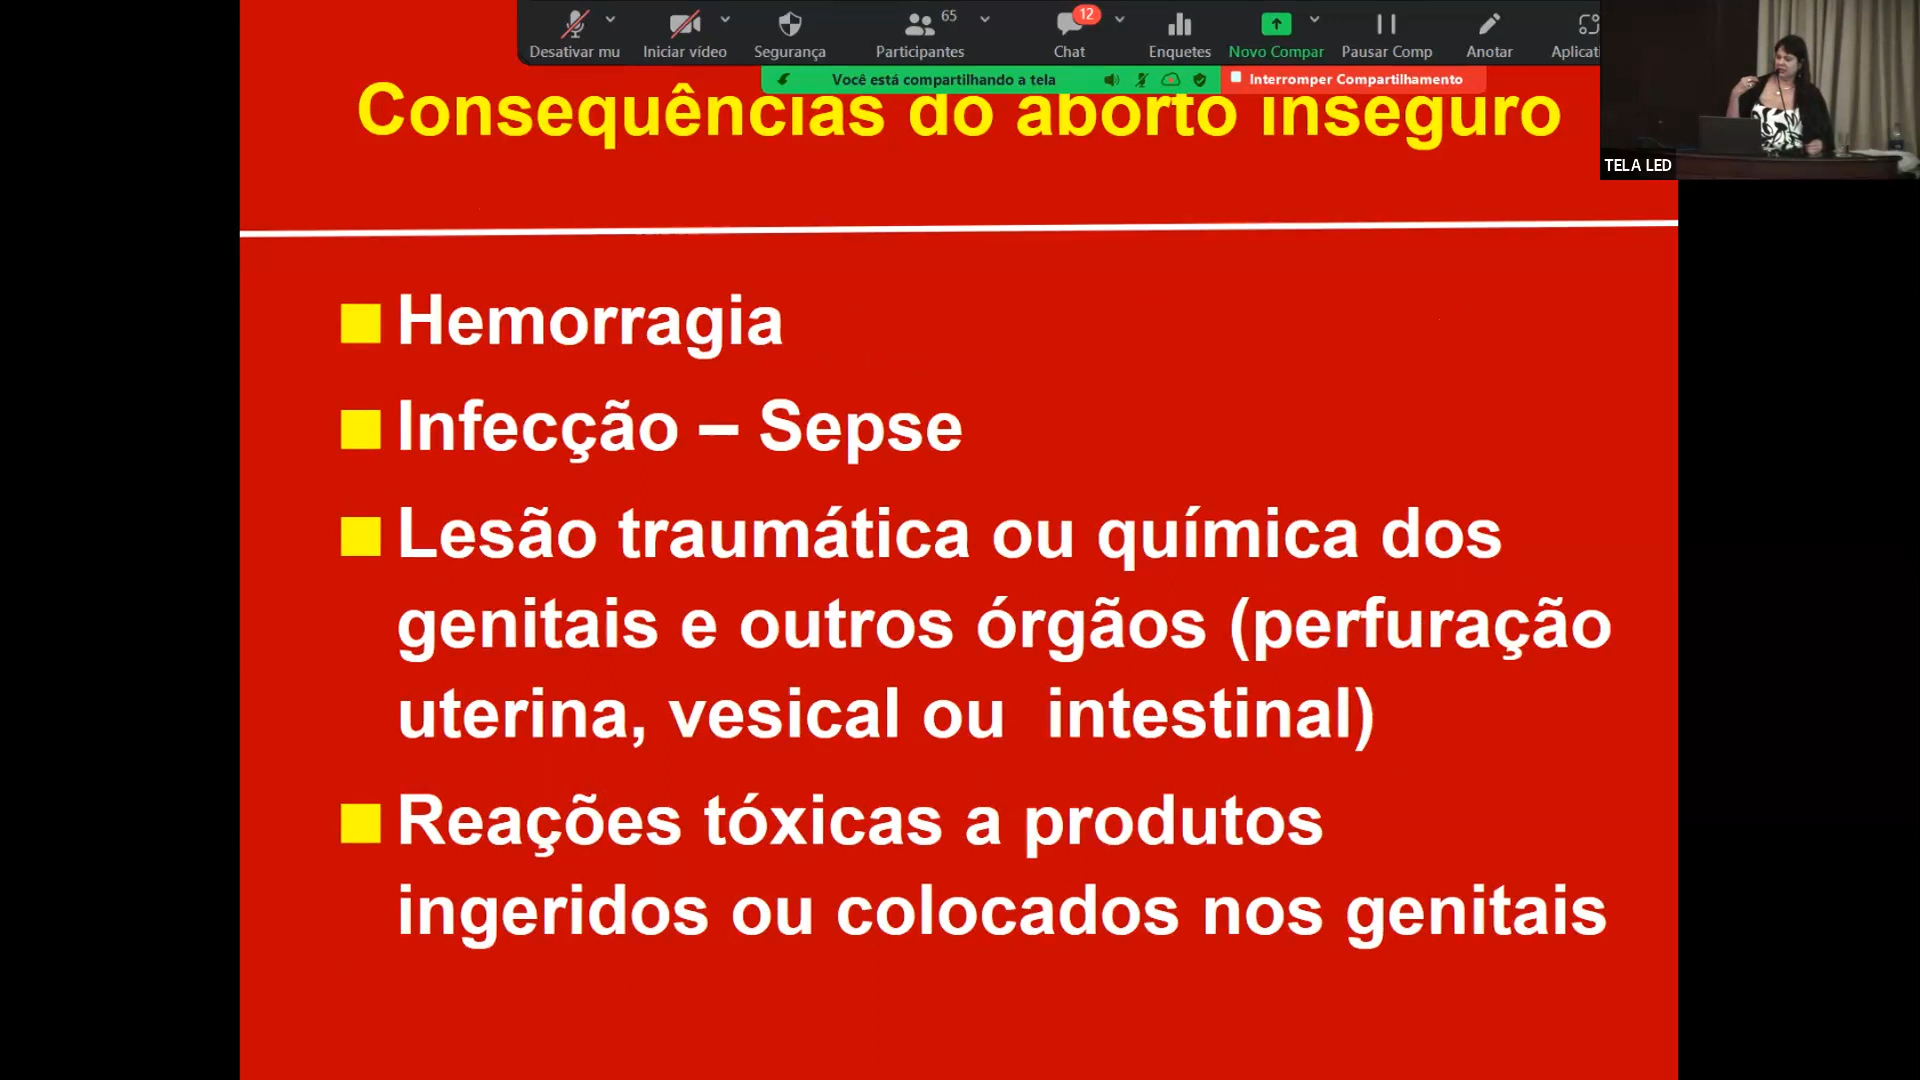 65
12
Desativar mu
Iniciar vídeo
Segurança
Participantes
Chat
Enquetes
Novo Compar
Pausar Comp
Anotar
Aplicati
Você está compartilhando a tela
Interromper Compartilhamento
TELA LED
Consequências do aborto inseguro
Hemorragia
Infecção – Sepse
Lesão traumática ou química dos
genitais e outros órgãos (perfuração
uterina, vesical ou intestinal)
Reações tóxicas a produtos
ingeridos ou colocados nos genitais